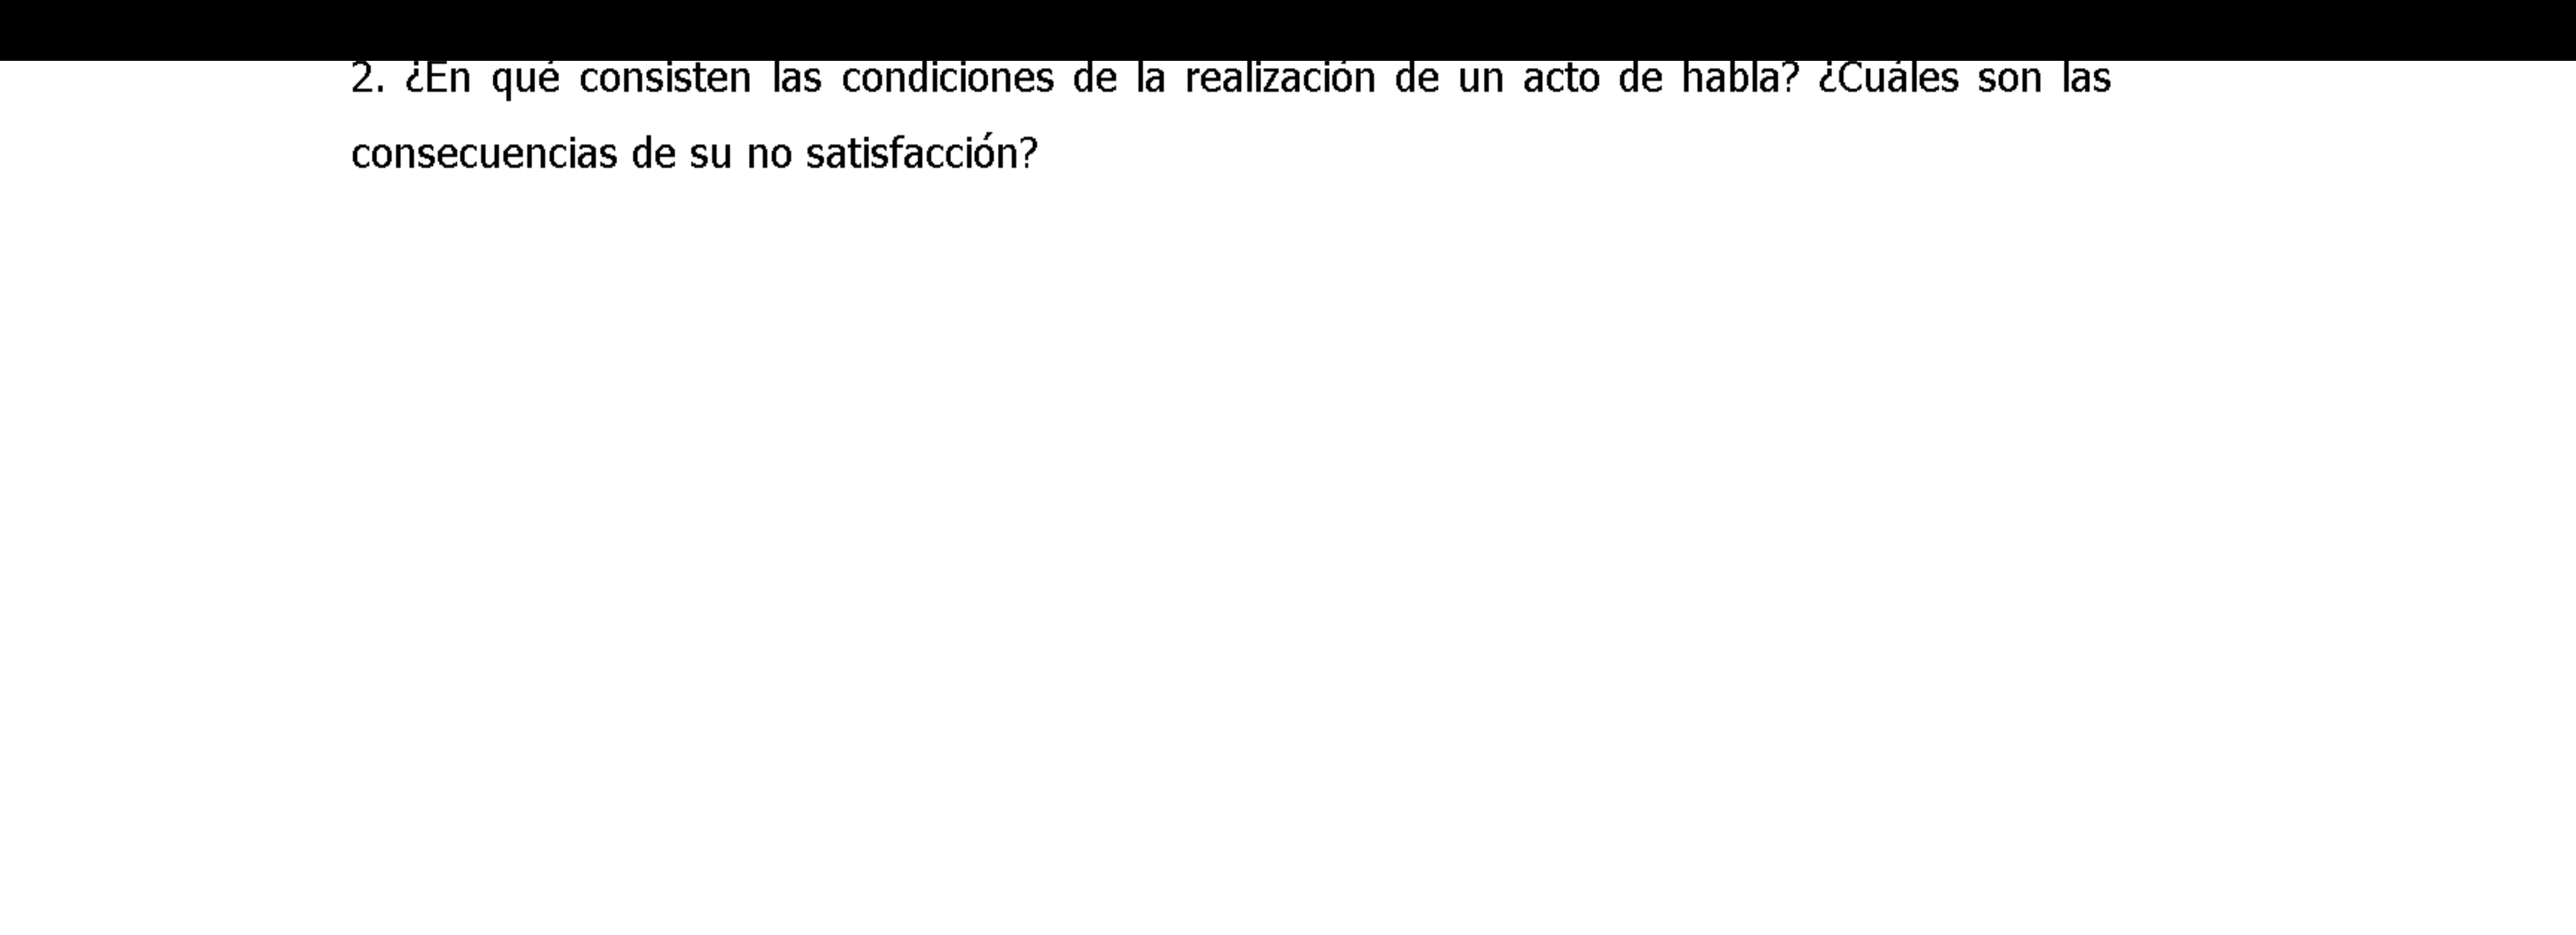 2. ¿En qué consisten las condiciones de la realización de un acto de habla? ¿Cuáles son las
consecuencias de su no satisfacción?